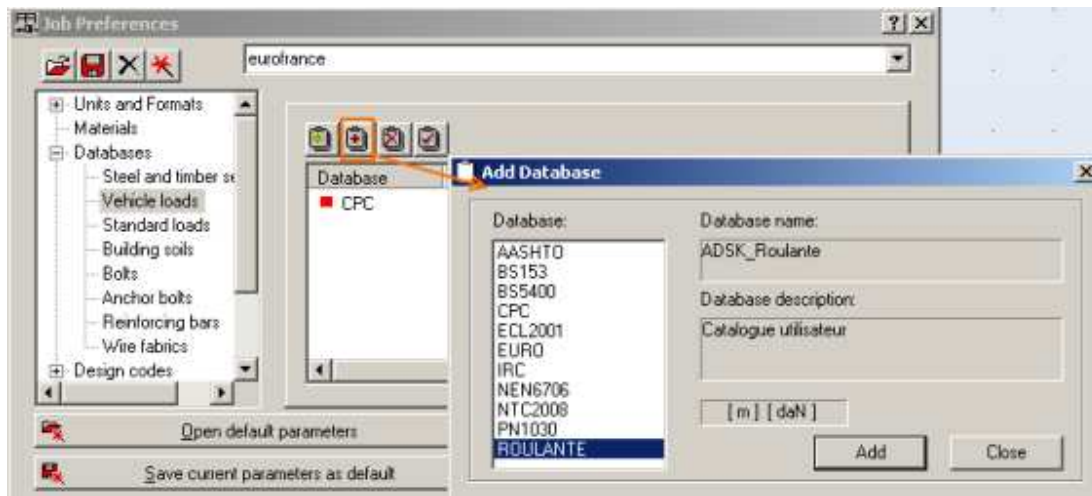 Job Preferences
eurofrance
Units and Formats
Materials
Databases
Steel and timber se
Vehicle loads
Standard loads
Building soils
Bolts
Anchor bolts
Reinforcing bars
Wire fabrics
Design codes
Open default parameters
Save current parameters as default
Database
CPC
Add Database
Database:
AASHTO
BS153
BS5400
CPC
ECL2001
EURO
IRC
NEN6706
NTC2008
PN1030
ROULANTE
Database name:
ADSK_Roulante
Database description:
Catalogue utilisateur
[ m ] [ daN ]
Add
Close